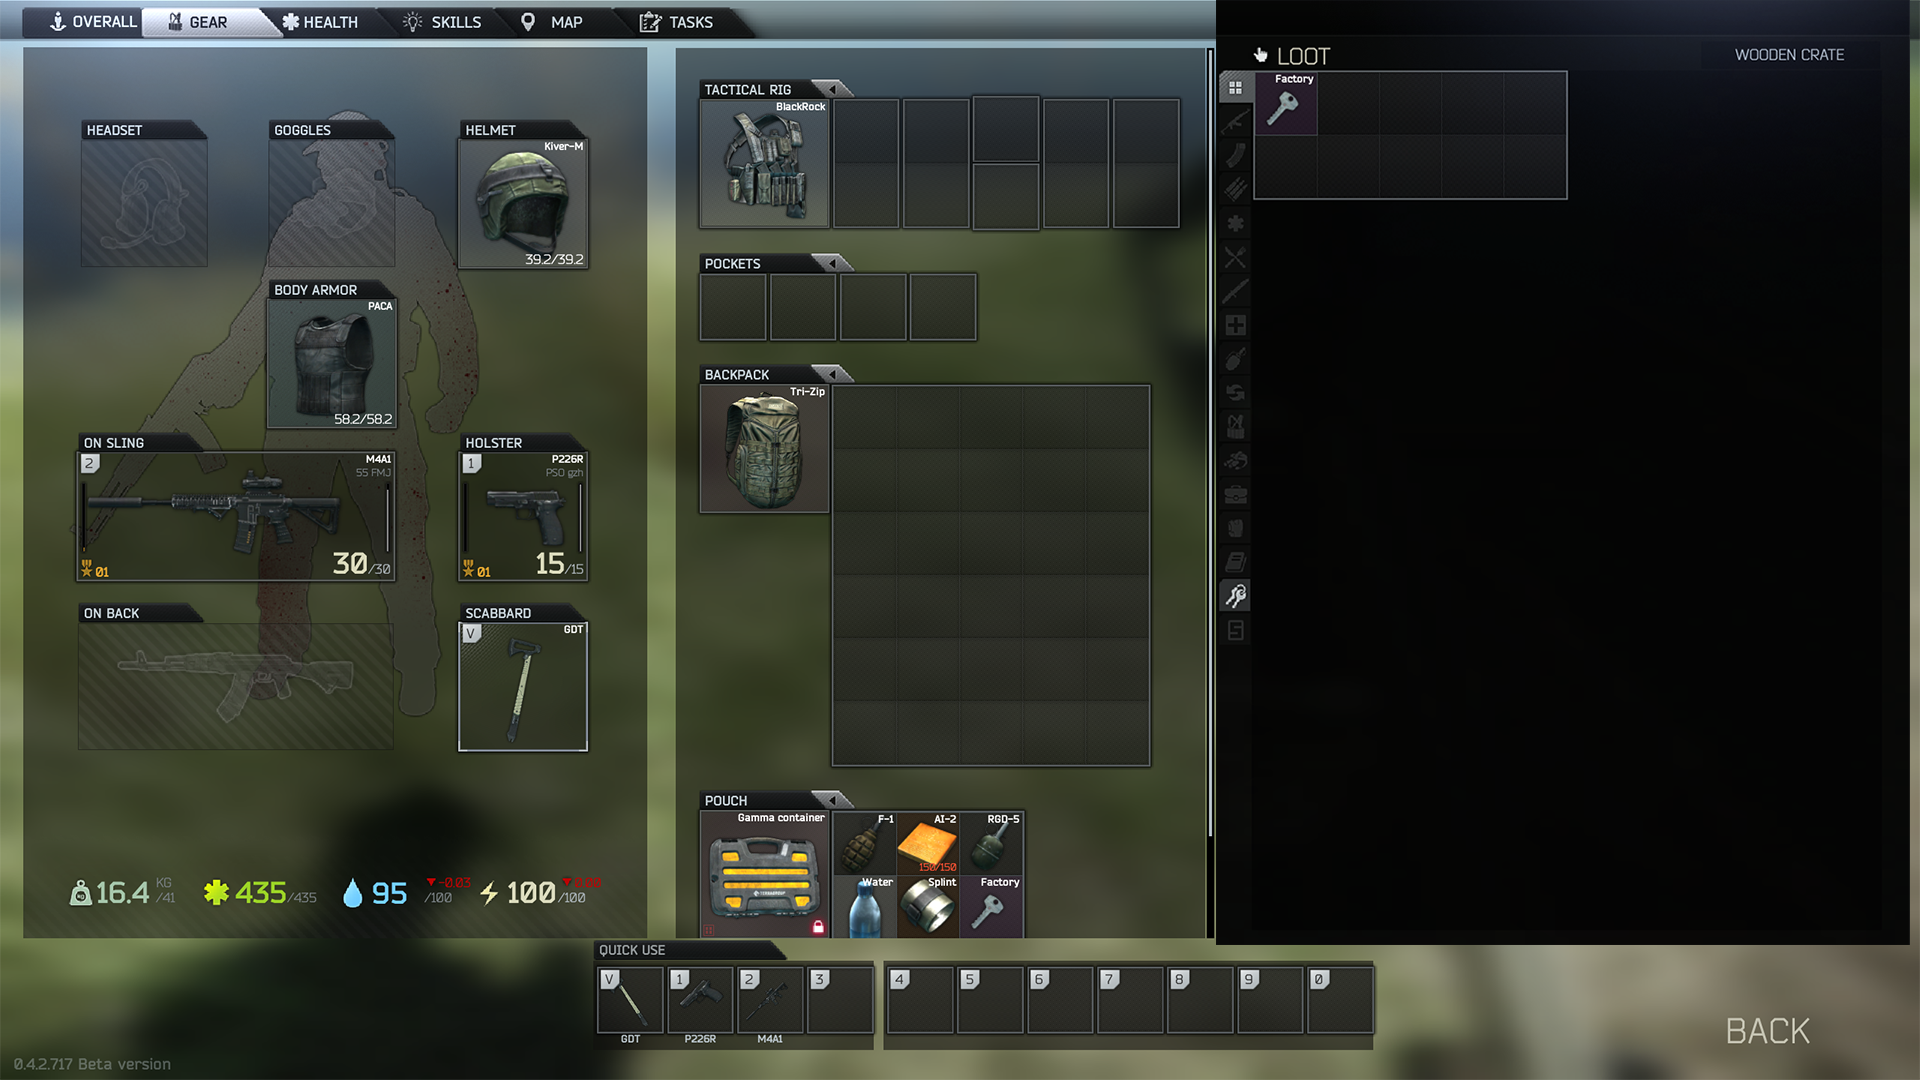 OVERALL
GEAR
HEALTH
SKILLS
MAP
TASKS
HEADSET
GOGGLES
HELMET
Kiver-M
39.2/39.2
BODY ARMOR
PACA
58.2/58.2
ON SLING
2
M4A1
55 FMJ
01
30/30
HOLSTER
1
P226R
PSO gzh
01
15/15
ON BACK
SCABBARD
V
GDT
16.4 KG /41
435/435
95 -0.03 /100
100 0.00 /100
TACTICAL RIG
BlackRock
POCKETS
BACKPACK
Tri-Zip
POUCH
Gamma container
F-1
AI-2
150/150
RGD-5
Water
Splint
Factory
LOOT
WOODEN CRATE
Factory
QUICK USE
V
1
2
3
4
5
6
7
8
9
0
GDT
P226R
M4A1
BACK
0.4.2.717 Beta version